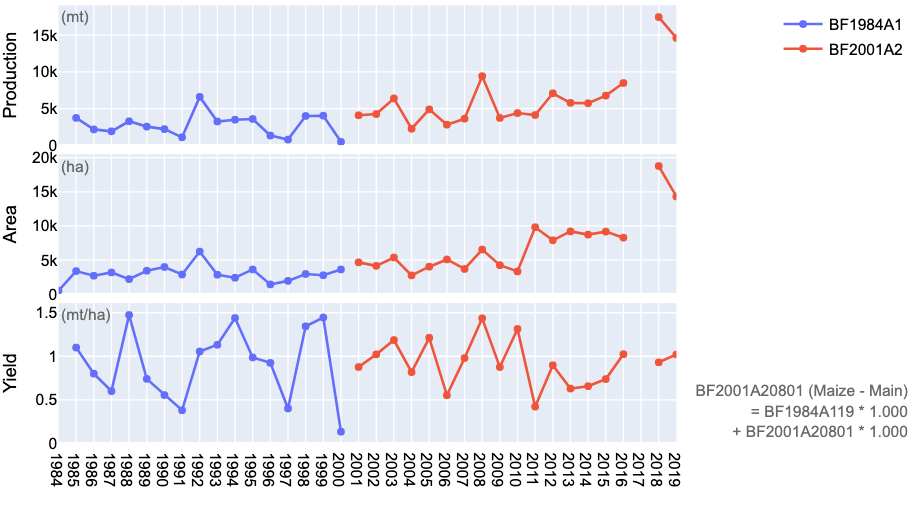 (mt)
Production
15k
10k
5k
0
BF1984A1
BF2001A2
(ha)
Area
20k
15k
10k
5k
0
(mt/ha)
Yield
1.5
1
0.5
0
1984
1985
1986
1987
1988
1989
1990
1991
1992
1993
1994
1995
1996
1997
1998
1999
2000
2001
2002
2003
2004
2005
2006
2007
2008
2009
2010
2011
2012
2013
2014
2015
2016
2017
2018
2019
BF2001A20801 (Maize - Main)
= BF1984A119 * 1.000
+ BF2001A20801 * 1.000